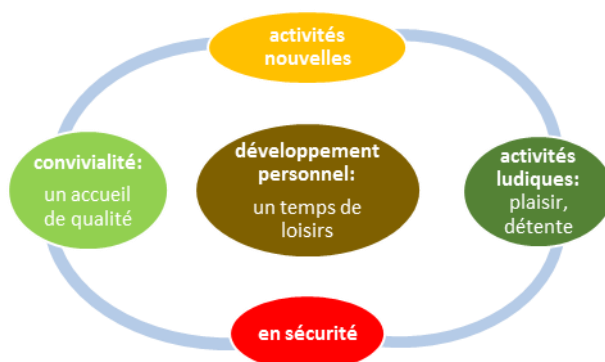 activités
nouvelles
convivialité:
un accueil
de qualité
développement
personnel:
un temps de
loisirs
activités
ludiques:
plaisir,
détente
en sécurité